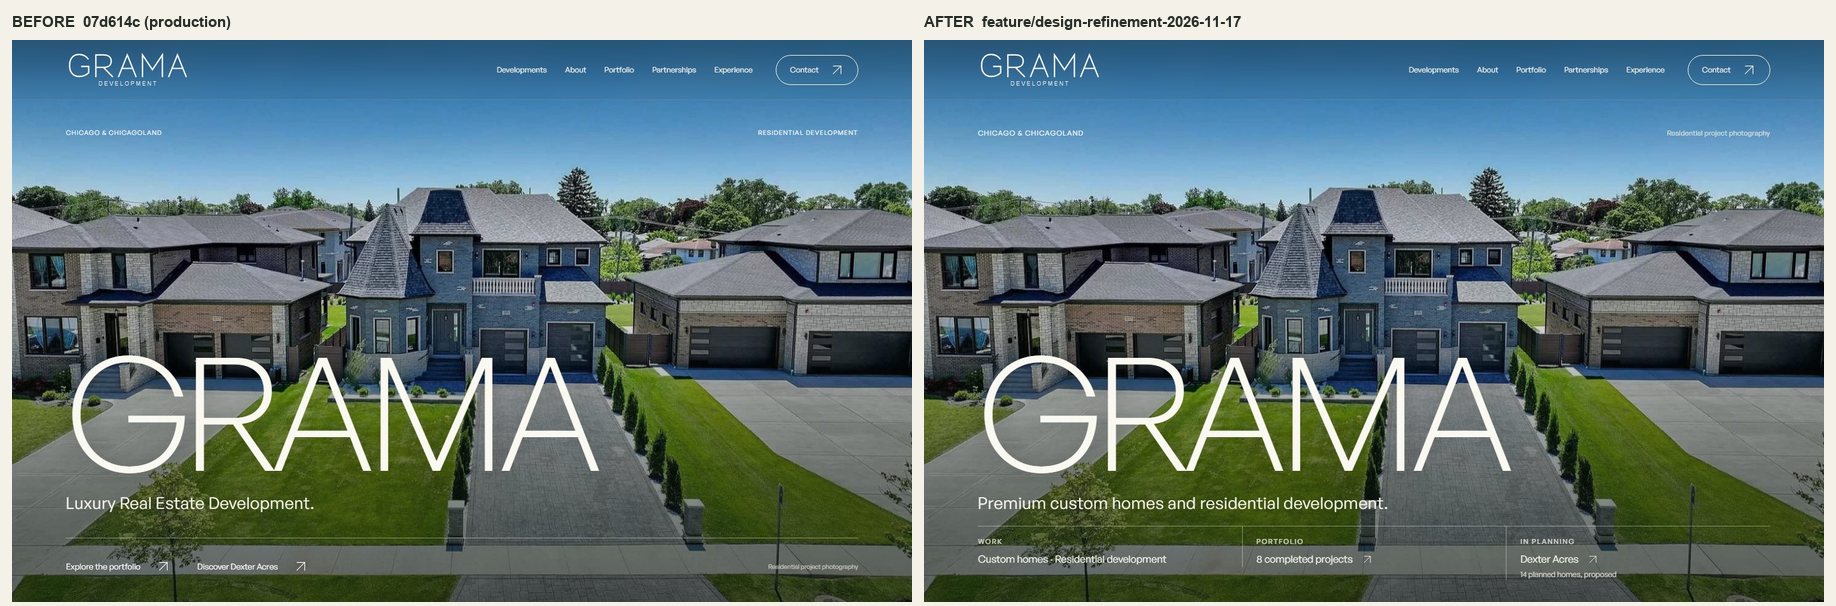 BEFORE 07d614c (production)
GRAMA
DEVELOPMENT
Developments About Portfolio Partnerships Experience Contact
CHICAGO & CHICAGOLAND
RESIDENTIAL DEVELOPMENT
GRAMA
Luxury Real Estate Development.
Explore the portfolio Discover Dexter Acres
Residential project photography
AFTER feature/design-refinement-2026-11-17
GRAMA
DEVELOPMENT
Developments About Portfolio Partnerships Experience Contact
CHICAGO & CHICAGOLAND
Residential project photography
GRAMA
Premium custom homes and residential development.
WORK
Custom homes · Residential development
PORTFOLIO
8 completed projects
IN PLANNING
Dexter Acres
14 planned homes, proposed